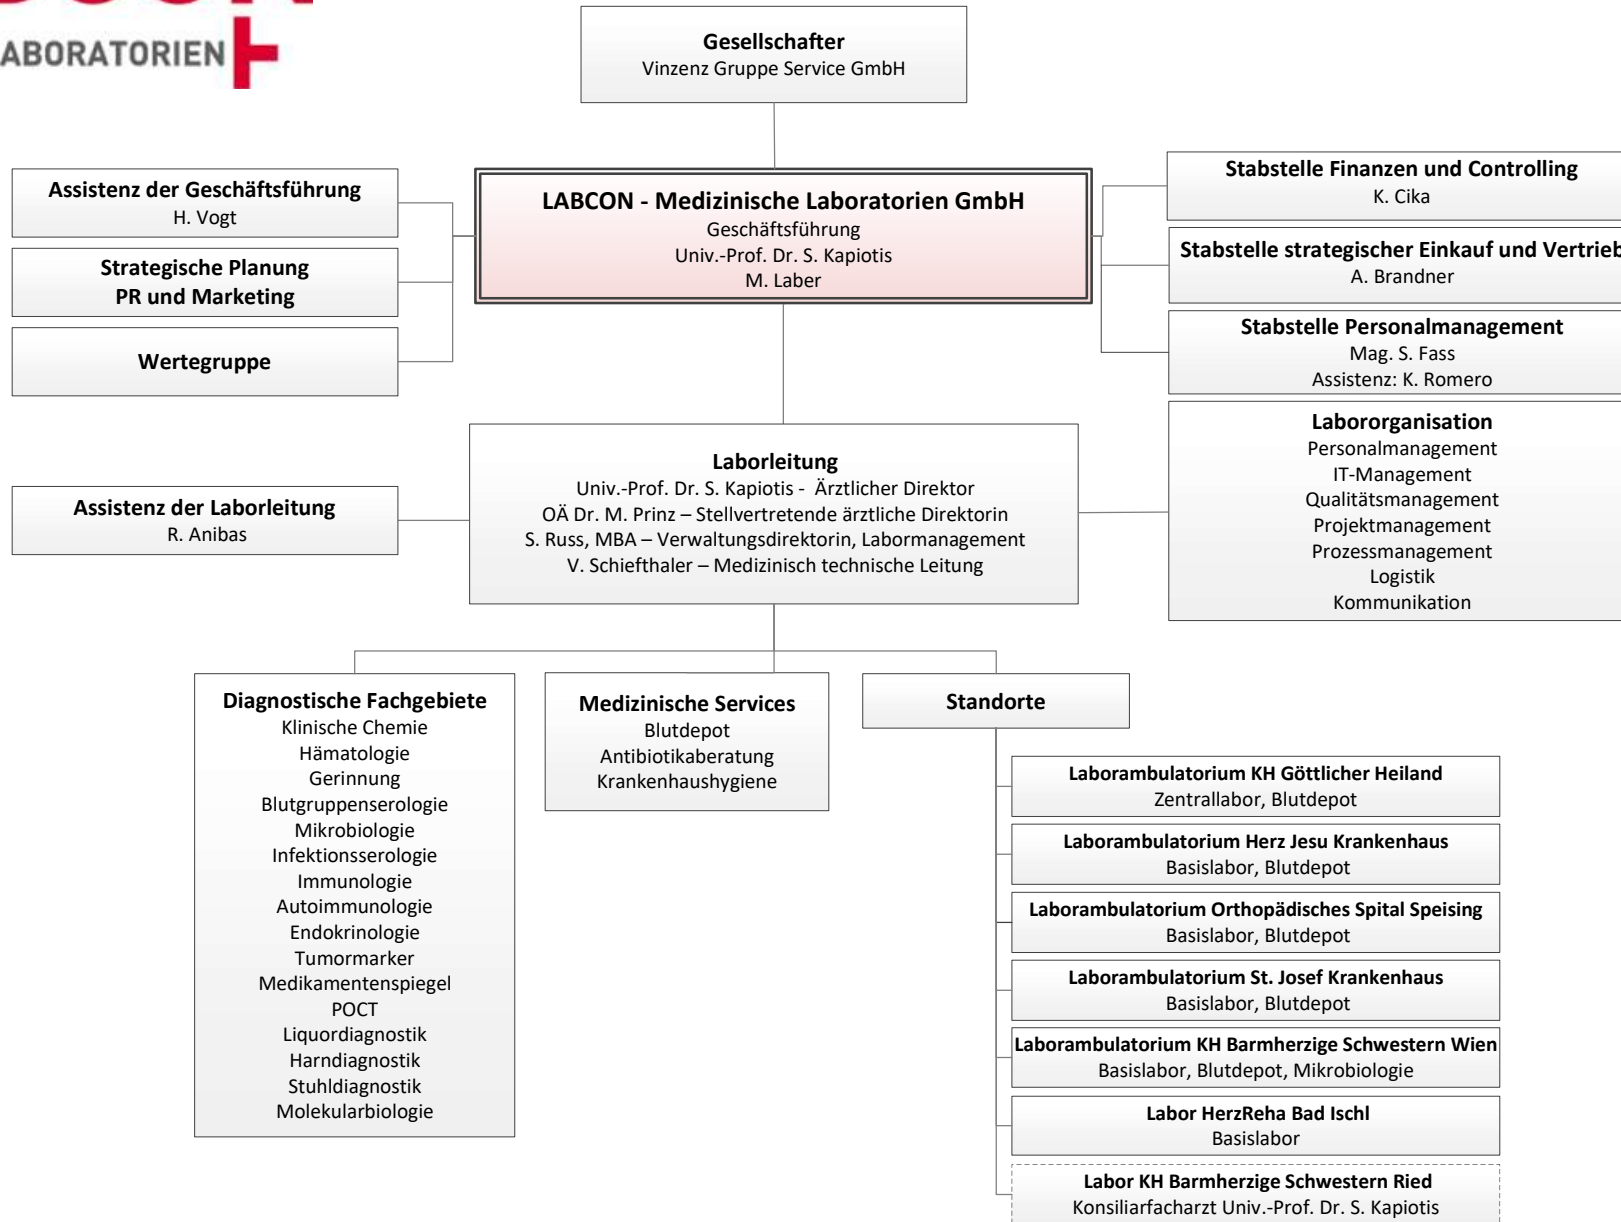 ABORATORIEN
Gesellschafter
Vinzenz Gruppe Service GmbH
Assistenz der Geschäftsführung
H. Vogt
Strategische Planung
PR und Marketing
Wertegruppe
LABCON - Medizinische Laboratorien GmbH
Geschäftsführung
Univ.-Prof. Dr. S. Kapiotis
M. Laber
Stabstelle Finanzen und Controlling
K. Cika
Stabstelle strategischer Einkauf und Vertrieb
A. Brandner
Stabstelle Personalmanagement
Mag. S. Fass
Assistenz: K. Romero
Assistenz der Laborleitung
R. Anibas
Laborleitung
Univ.-Prof. Dr. S. Kapiotis - Ärztlicher Direktor
OÄ Dr. M. Prinz – Stellvertretende ärztliche Direktorin
S. Russ, MBA – Verwaltungsdirektorin, Labormanagement
V. Schiefthaler – Medizinisch technische Leitung
Labororganisation
Personalmanagement
IT-Management
Qualitätsmanagement
Projektmanagement
Prozessmanagement
Logistik
Kommunikation
Diagnostische Fachgebiete
Klinische Chemie
Hämatologie
Gerinnung
Blutgruppenserologie
Mikrobiologie
Infektionsserologie
Immunologie
Autoimmunologie
Endokrinologie
Tumormarker
Medikamentenspiegel
POCT
Liquordiagnostik
Harndiagnostik
Stuhldiagnostik
Molekularbiologie
Medizinische Services
Blutdepot
Antibiotikaberatung
Krankenhaushygiene
Standorte
Laborambulatorium KH Göttlicher Heiland
Zentrallabor, Blutdepot
Laborambulatorium Herz Jesu Krankenhaus
Basislabor, Blutdepot
Laborambulatorium Orthopädisches Spital Speising
Basislabor, Blutdepot
Laborambulatorium St. Josef Krankenhaus
Basislabor, Blutdepot
Laborambulatorium KH Barmherzige Schwestern Wien
Basislabor, Blutdepot, Mikrobiologie
Labor HerzReha Bad Ischl
Basislabor
Labor KH Barmherzige Schwestern Ried
Konsiliarfacharzt Univ.-Prof. Dr. S. Kapiotis